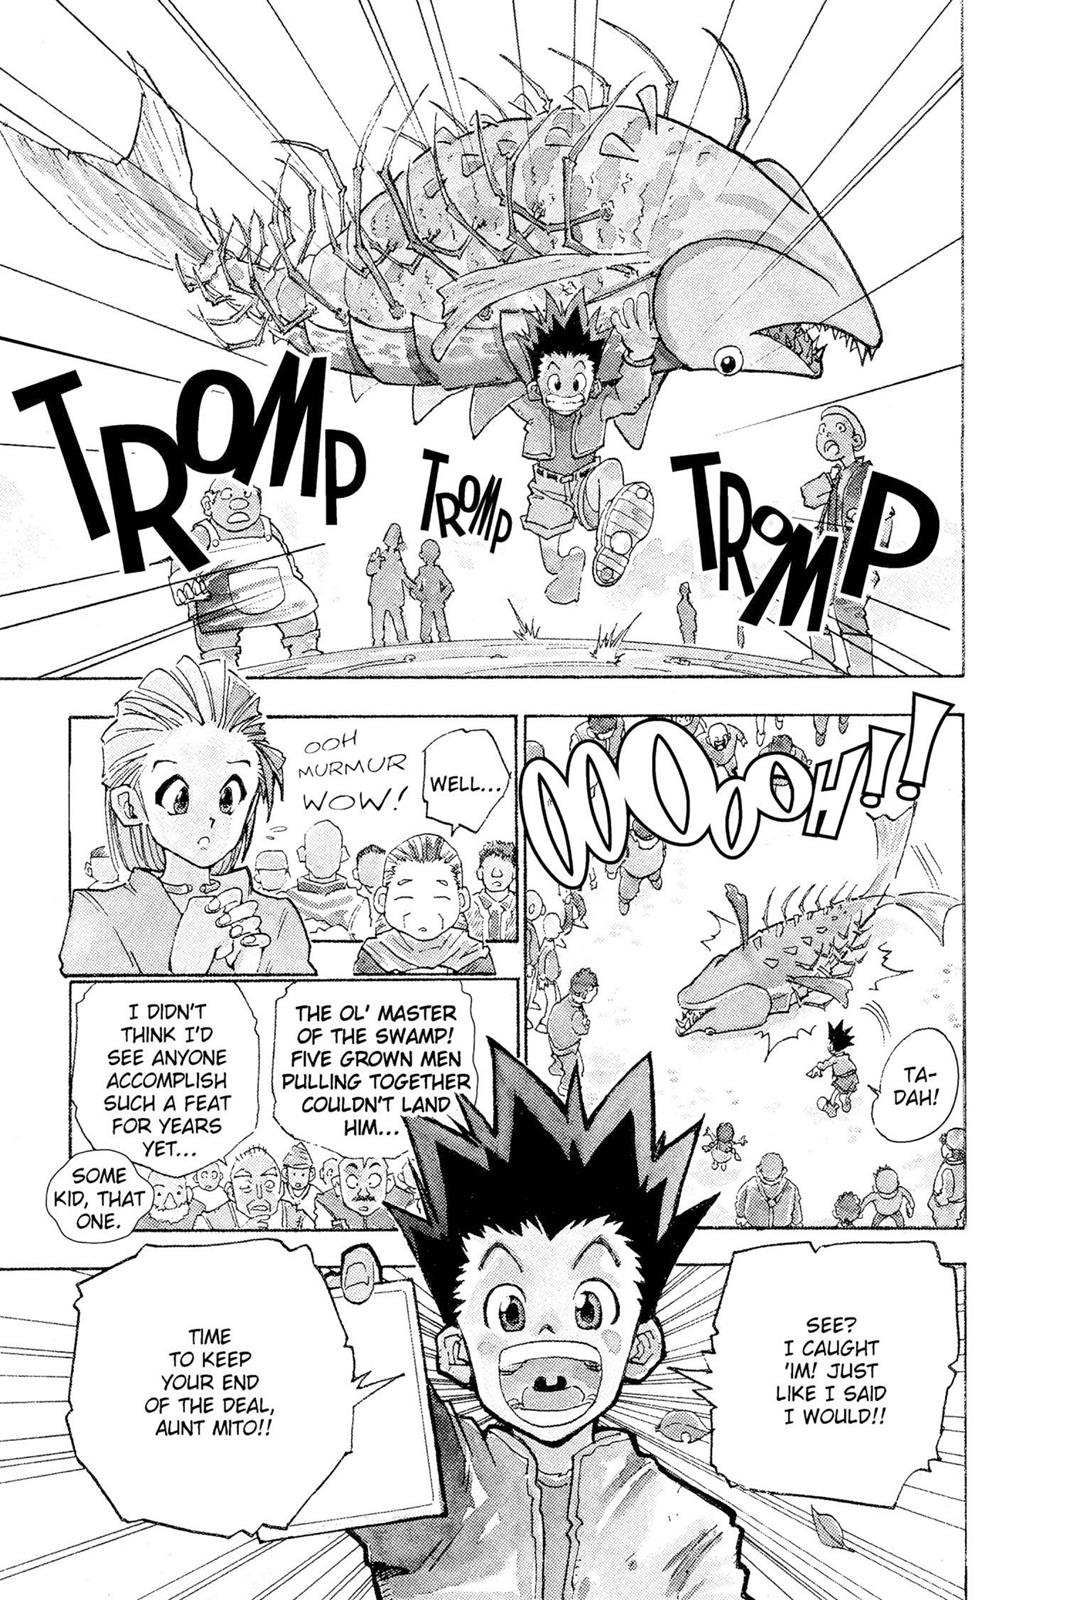 TROMP
TROMP
TROMP
OOOOOOH!!
TA-
DAH!
WELL...
OOH
MURMUR
WOW!
THE OL' MASTER
OF THE SWAMP!
FIVE GROWN MEN
PULLING TOGETHER
COULDN'T LAND
HIM...
I DIDN'T
THINK I'D
SEE ANYONE
ACCOMPLISH
SUCH A FEAT
FOR YEARS
YET...
SOME
KID, THAT
ONE.
SEE?
I CAUGHT
'IM! JUST
LIKE I SAID
I WOULD!!
TIME
TO KEEP
YOUR END
OF THE DEAL,
AUNT MITO!!